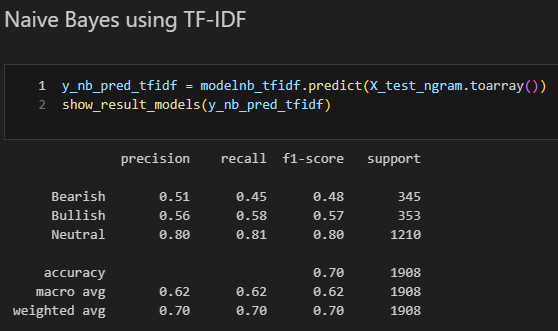 Naive Bayes using TF-IDF
1 y_nb_pred_tfidf = modelnb_tfidf.predict(X_test_ngram.toarray())
2 show_result_models(y_nb_pred_tfidf)
precision recall f1-score support
Bearish 0.51 0.45 0.48 345
Bullish 0.56 0.58 0.57 353
Neutral 0.80 0.81 0.80 1210
accuracy 0.70 1908
macro avg 0.62 0.62 0.62 1908
weighted avg 0.70 0.70 0.70 1908